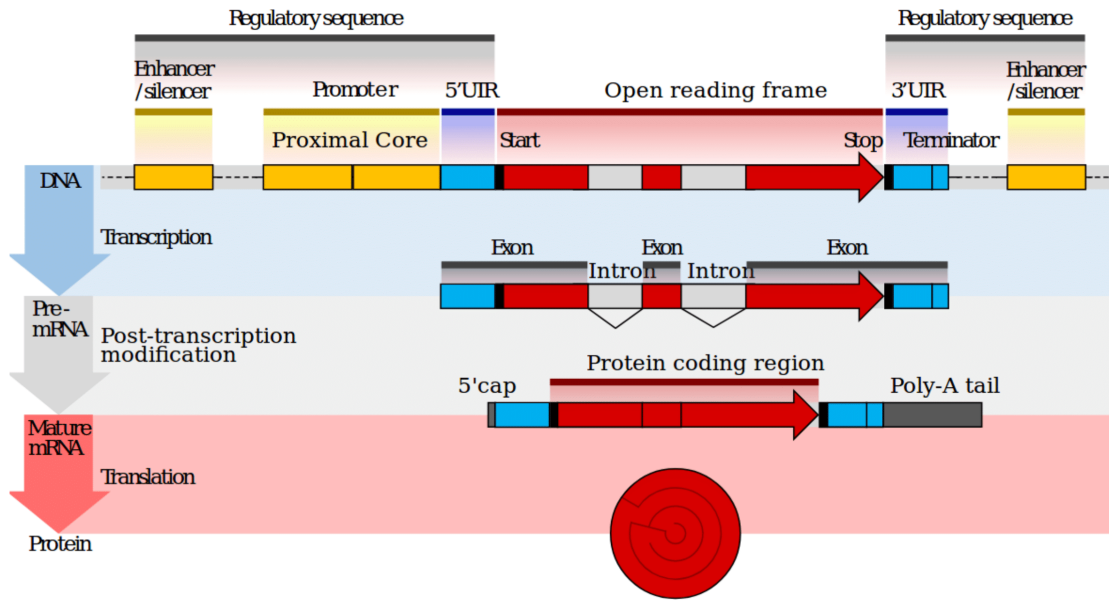 Regulatory sequence
Regulatory sequence
Enhancer
/silencer
Promoter
5'UTR
Open reading frame
3'UTR
Enhancer
/silencer
Proximal Core
Start
Stop
Terminator
DNA
Transcription
Exon
Exon
Exon
Intron
Intron
Pre-
mRNA
Post-transcription
modification
Protein coding region
5'cap
Poly-A tail
Mature
mRNA
Translation
Protein